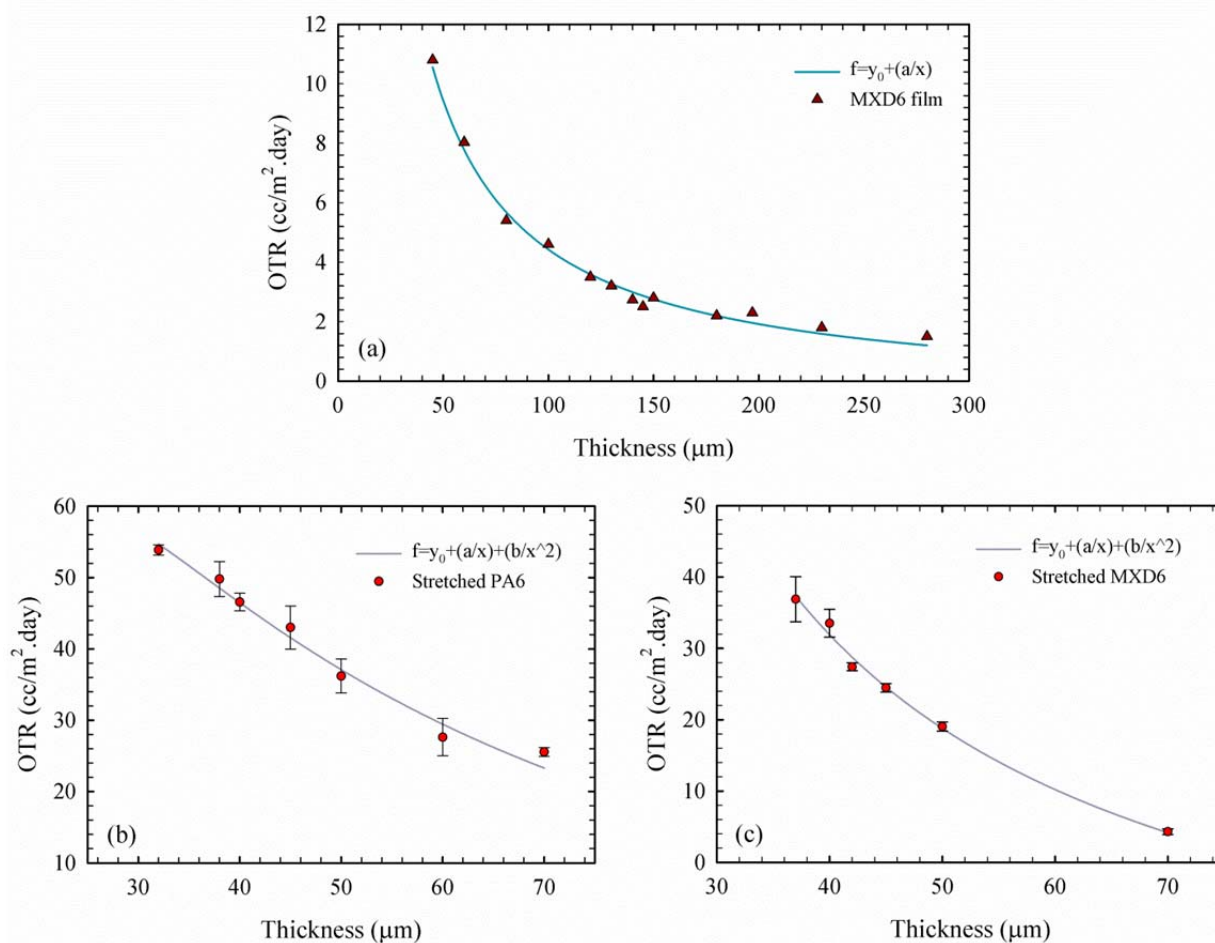 12
10
8
6
4
2
0
OTR (cc/m².day)
f=y₀+(a/x)
MXD6 film
(a)
0 50 100 150 200 250 300
Thickness (μm)
60
50
40
30
20
10
OTR (cc/m².day)
f=y₀+(a/x)+(b/x^2)
Stretched PA6
(b)
30 40 50 60 70
Thickness (μm)
50
40
30
20
10
0
OTR (cc/m².day)
f=y₀+(a/x)+(b/x^2)
Stretched MXD6
(c)
30 40 50 60 70
Thickness (μm)